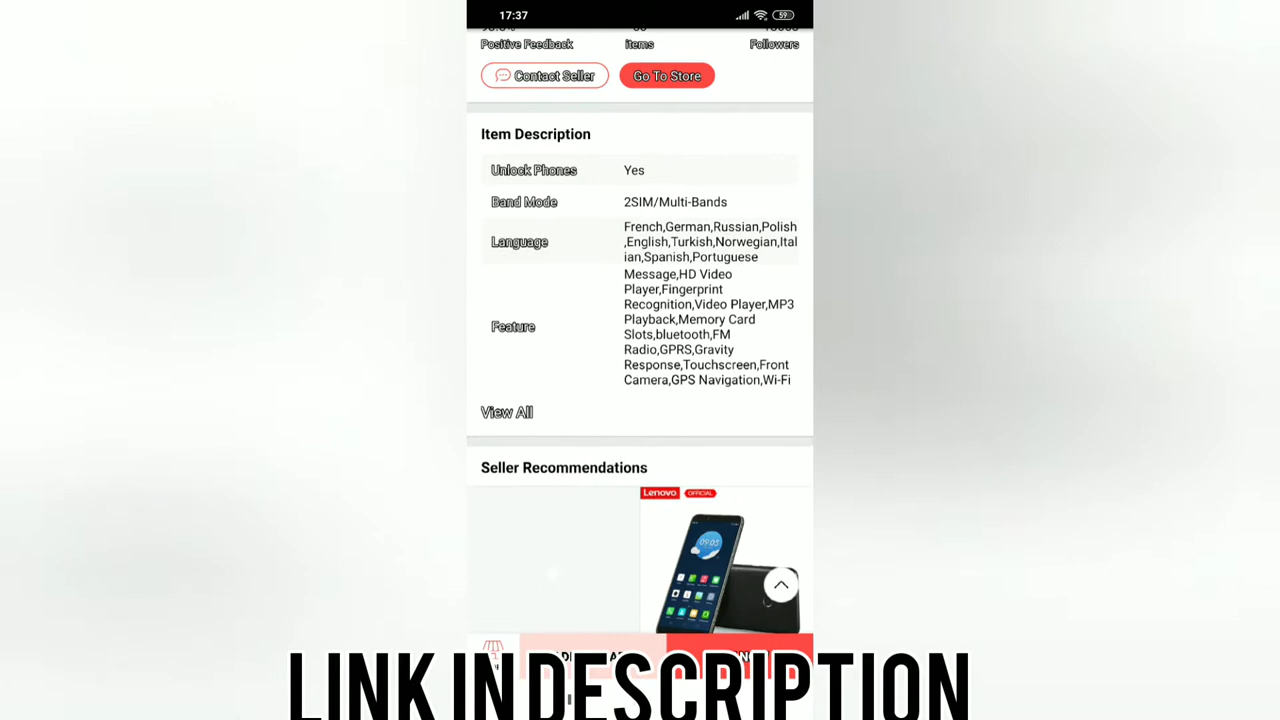 17:37
59
Positive Feedback
items
Followers
Contact Seller
Go To Store
Item Description
Unlock Phones
Yes
Band Mode
2SIM/Multi-Bands
Language
French,German,Russian,Polish
,English,Turkish,Norwegian,Ital
ian,Spanish,Portuguese
Feature
Message,HD Video
Player,Fingerprint
Recognition,Video Player,MP3
Playback,Memory Card
Slots,bluetooth,FM
Radio,GPRS,Gravity
Response,Touchscreen,Front
Camera,GPS Navigation,Wi-Fi
View All
Seller Recommendations
Lenovo OFFICIAL
09:03
LINK IN DESCRIPTION